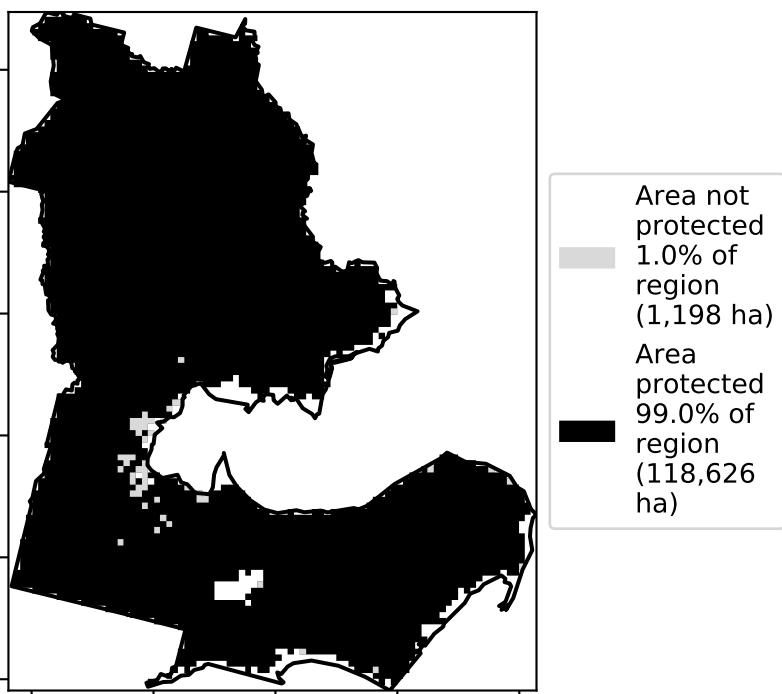 Area not
protected
1.0% of
region
(1,198 ha)
Area
protected
99.0% of
region
(118,626
ha)